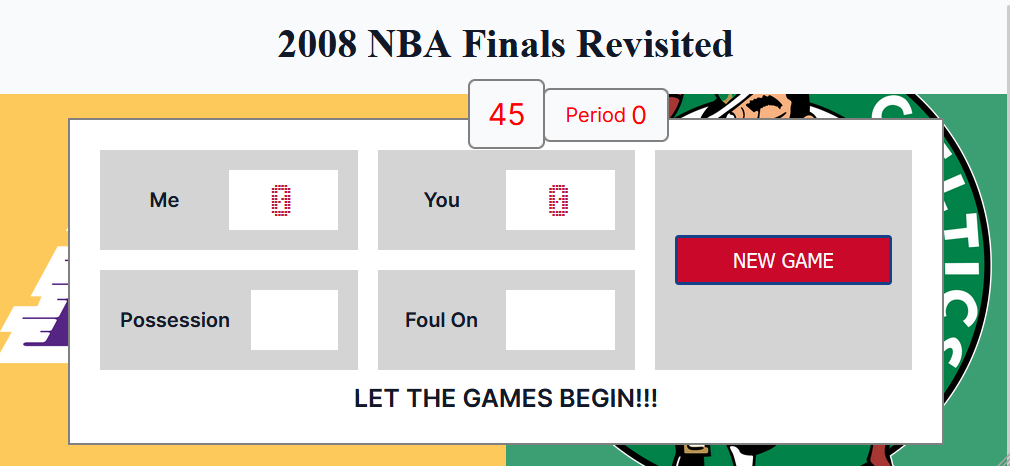 2008 NBA Finals Revisited
45 Period 0
Me 0 You 0
NEW GAME
Possession Foul On
LET THE GAMES BEGIN!!!